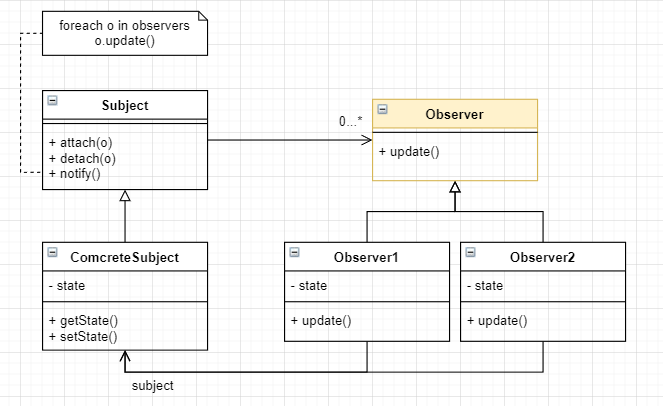 foreach o in observers
o.update()
Subject
+ attach(o)
+ detach(o)
+ notify()
0...*
Observer
+ update()
ComcreteSubject
- state
+ getState()
+ setState()
Observer1
- state
+ update()
Observer2
- state
+ update()
subject